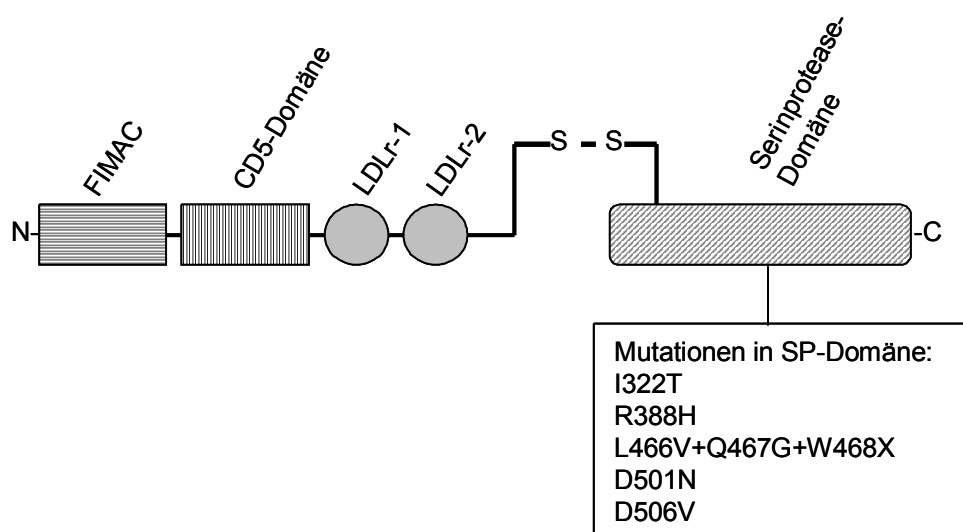 FIMAC
CD5-Domäne
LDLr-1
LDLr-2
S - S
Serinprotease-
Domäne
N-
-C
Mutationen in SP-Domäne:
I322T
R388H
L466V+Q467G+W468X
D501N
D506V